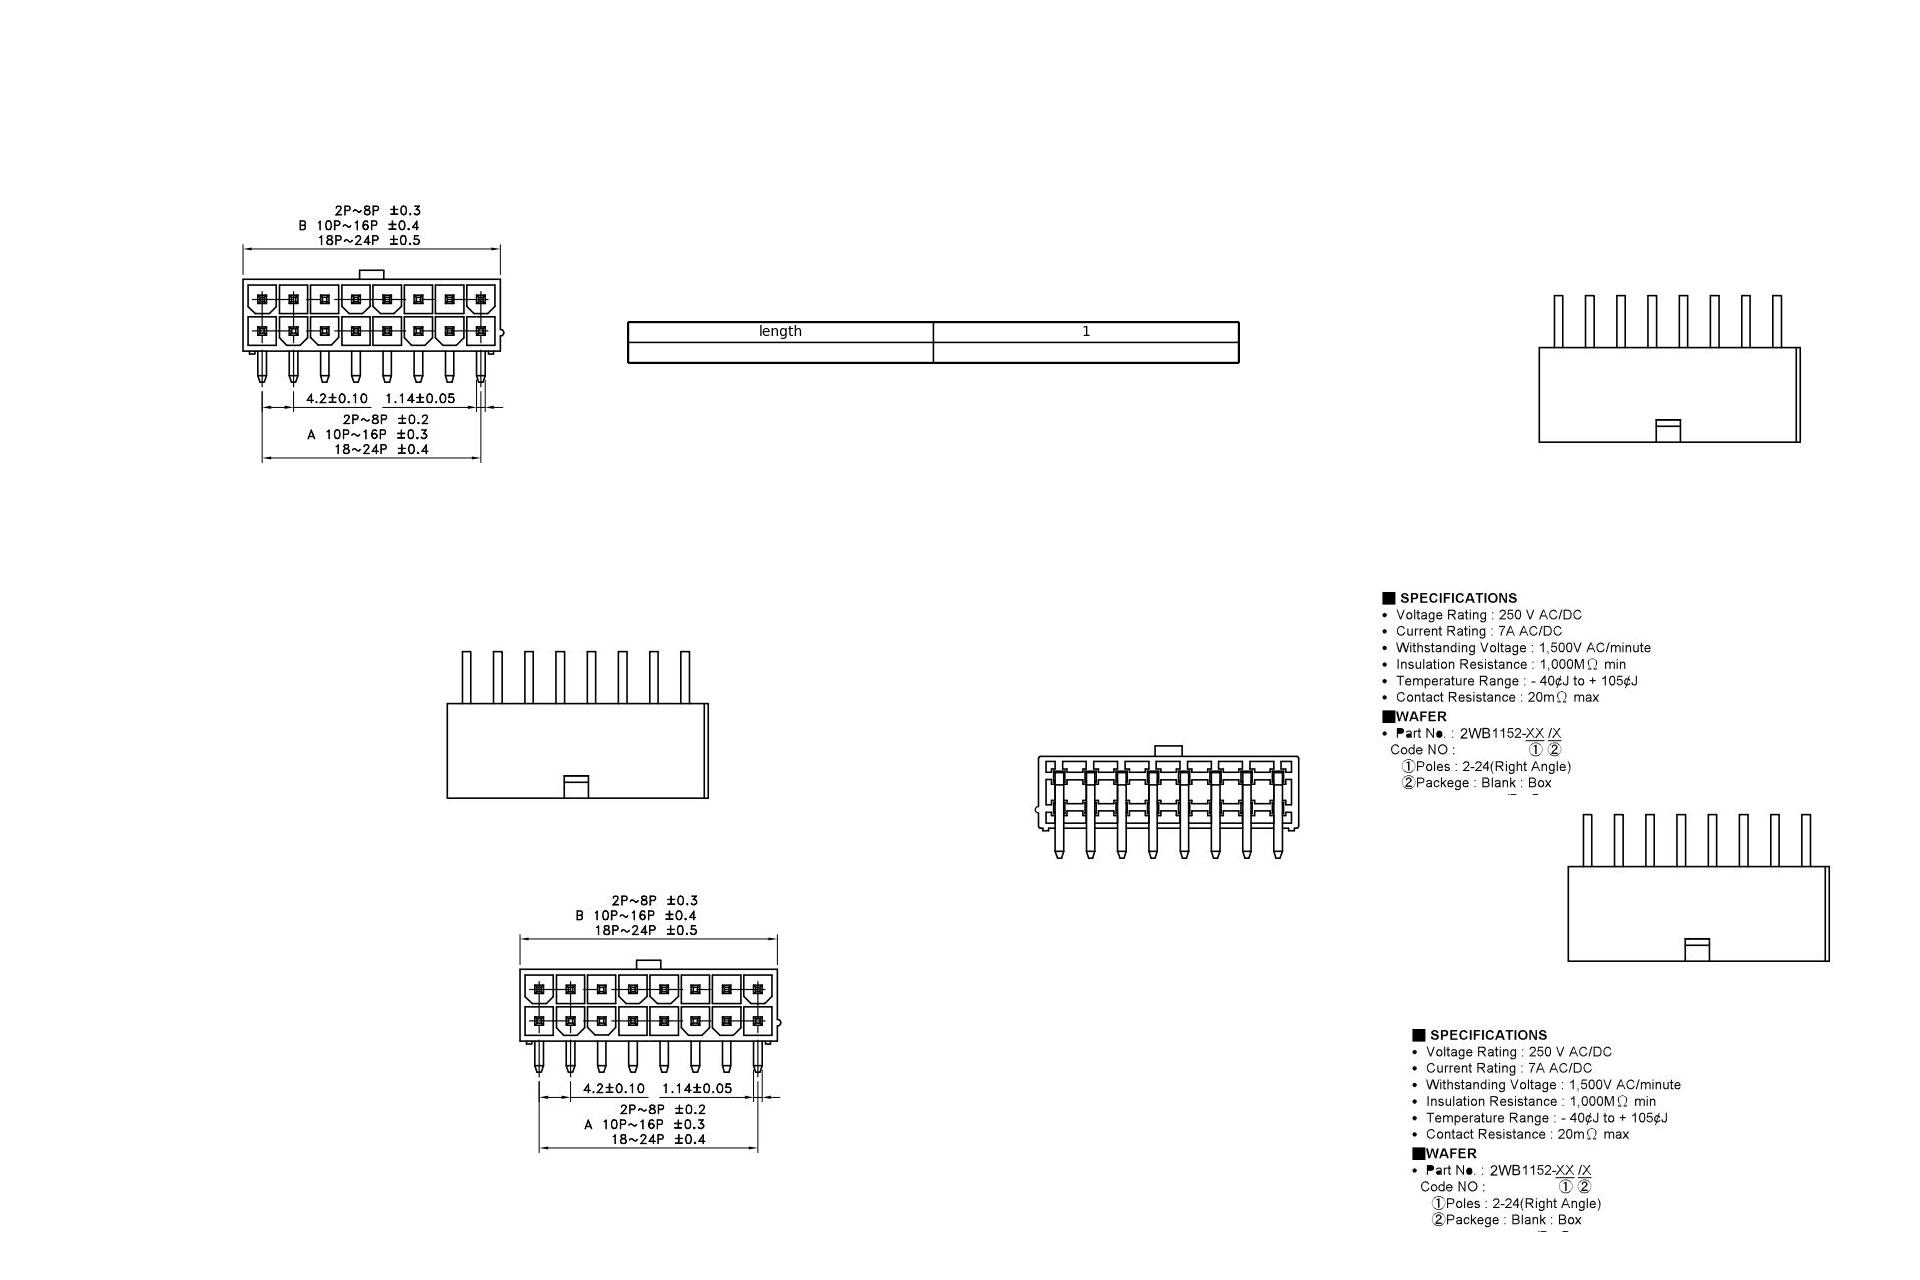 2P~8P ±0.3
B 10P~16P ±0.4
18P~24P ±0.5
4.2±0.10 1.14±0.05
2P~8P ±0.2
A 10P~16P ±0.3
18~24P ±0.4
length 1
■ SPECIFICATIONS
• Voltage Rating : 250 V AC/DC
• Current Rating : 7A AC/DC
• Withstanding Voltage : 1,500V AC/minute
• Insulation Resistance : 1,000MΩ min
• Temperature Range : - 40¢J to + 105¢J
• Contact Resistance : 20mΩ max
■WAFER
• Part No. : 2WB1152-XX /X
Code NO : ① ②
①Poles : 2-24(Right Angle)
②Packege : Blank : Box
2P~8P ±0.3
B 10P~16P ±0.4
18P~24P ±0.5
4.2±0.10 1.14±0.05
2P~8P ±0.2
A 10P~16P ±0.3
18~24P ±0.4
■ SPECIFICATIONS
• Voltage Rating : 250 V AC/DC
• Current Rating : 7A AC/DC
• Withstanding Voltage : 1,500V AC/minute
• Insulation Resistance : 1,000MΩ min
• Temperature Range : - 40¢J to + 105¢J
• Contact Resistance : 20mΩ max
■WAFER
• Part No. : 2WB1152-XX /X
Code NO : ① ②
①Poles : 2-24(Right Angle)
②Packege : Blank : Box